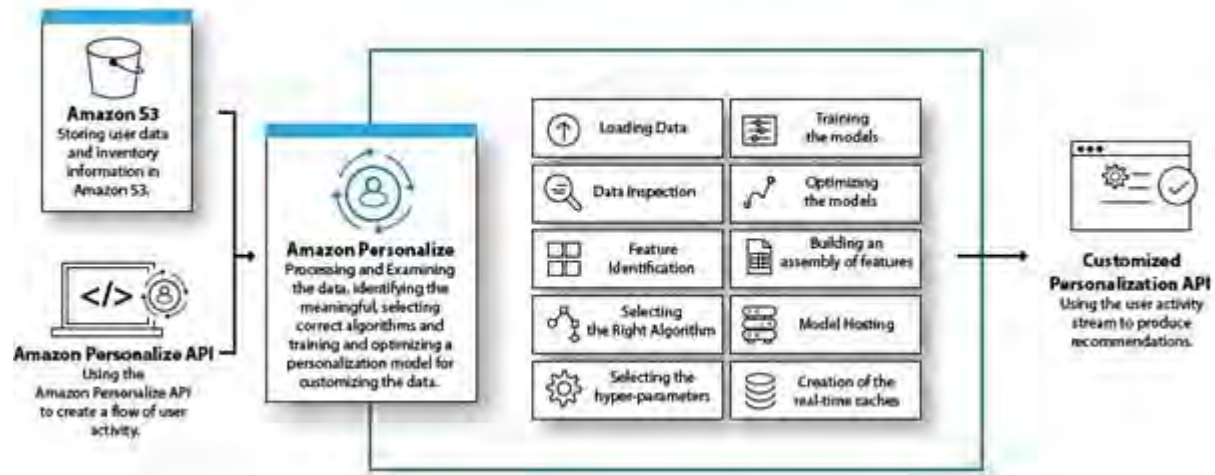 Amazon S3
Storing user data
and inventory
information in
Amazon S3.
</>
Amazon Personalize API
Using the
Amazon Personalize API
to create a flow of user
activity.
Amazon Personalize
Processing and Examining
the data, identifying the
meaningful, selecting
correct algorithms and
training and optimizing a
personalization model for
customizing the data.
Loading Data
Training
the models
Data Inspection
Optimizing
the models
Feature
Identification
Building an
assembly of features
Selecting
the Right Algorithm
Model Hosting
Selecting the
hyper-parameters
Creation of the
real-time caches
Customized
Personalization API
Using the user activity
stream to produce
recommendations.